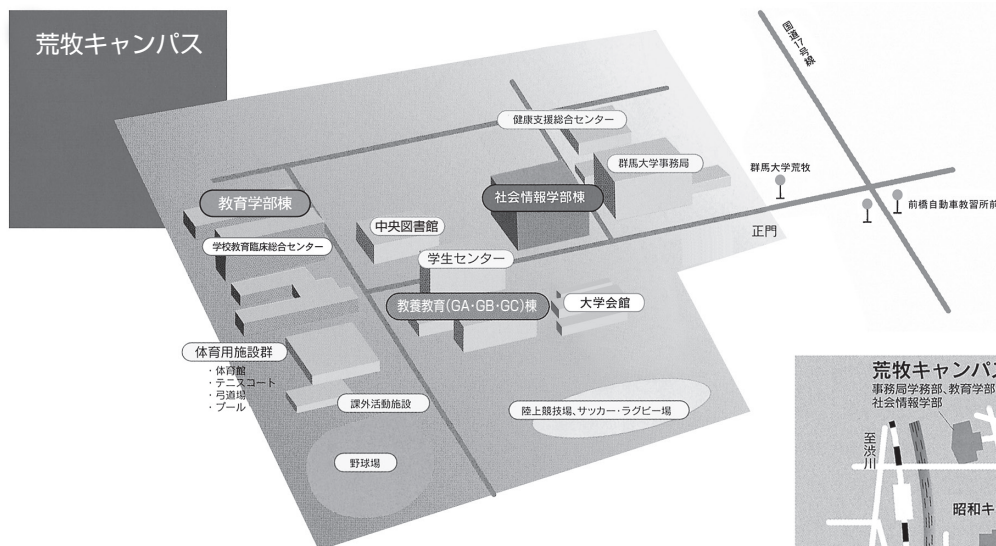 荒牧キャンパス
国道17号線
健康支援総合センター
群馬大学事務局
群馬大学荒牧
前橋自動車教習所前
正門
教育学部棟
社会情報学部棟
中央図書館
学校教育臨床総合センター
学生センター
教養教育(GA・GB・GC)棟
大学会館
体育用施設群
・体育館
・テニスコート
・弓道場
・プール
課外活動施設
陸上競技場、サッカー・ラグビー場
野球場
荒牧キャンパス
事務局学務部、教育学部
社会情報学部
至渋川
昭和キ